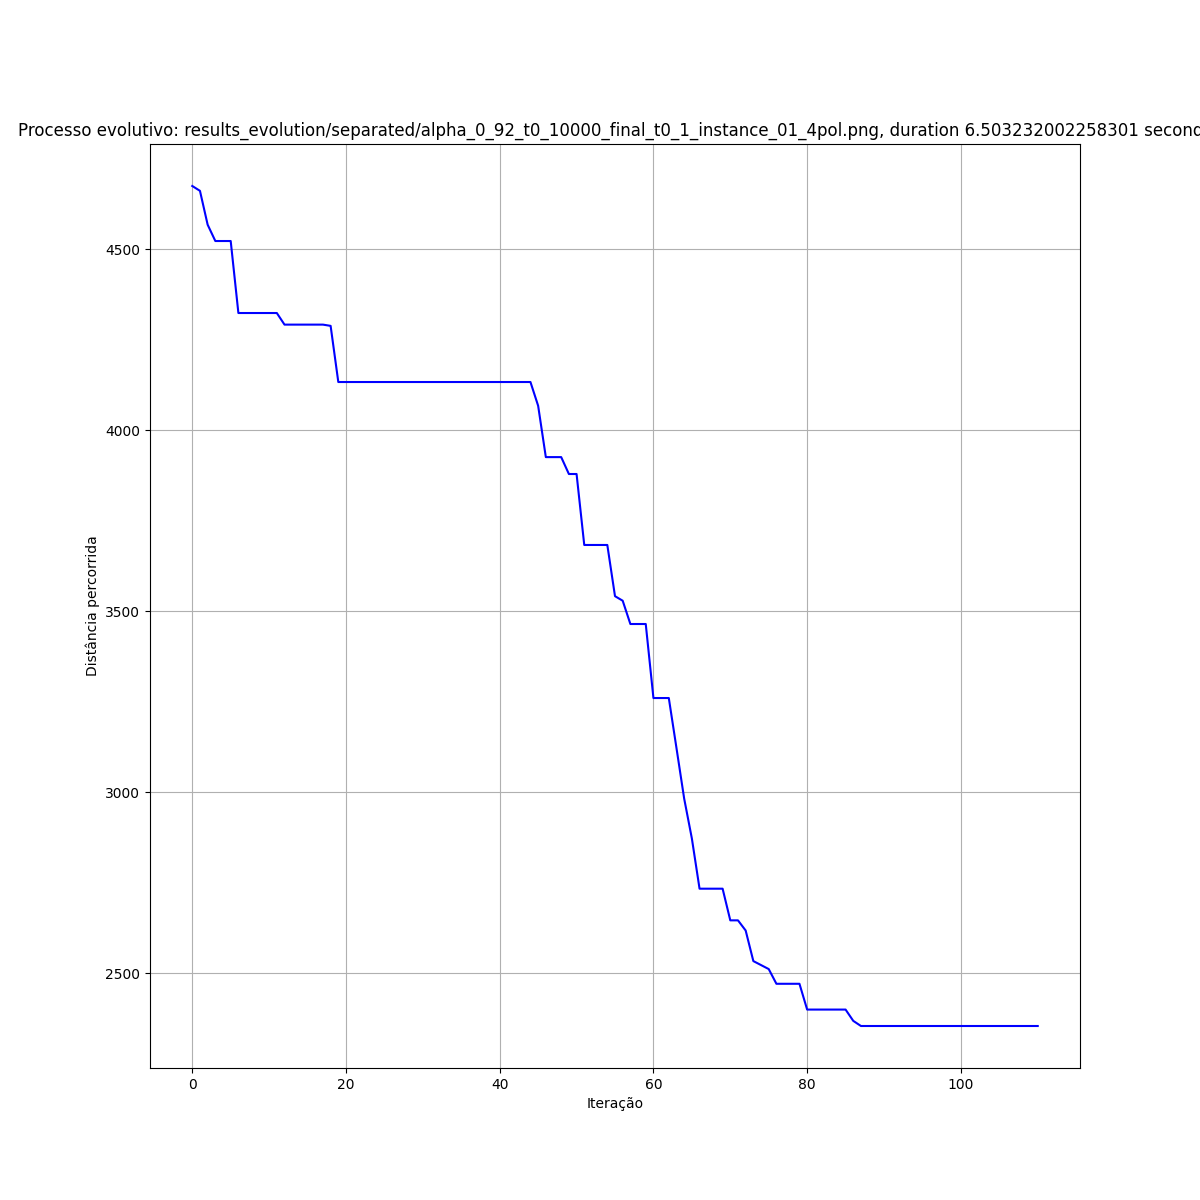 Processo evolutivo: results_evolution/separated/alpha_0_92_t0_10000_final_t0_1_instance_01_4pol.png, duration 6.503232002258301 second
4500
4000
3500
3000
2500
Distância percorrida
0 20 40 60 80 100
Iteração